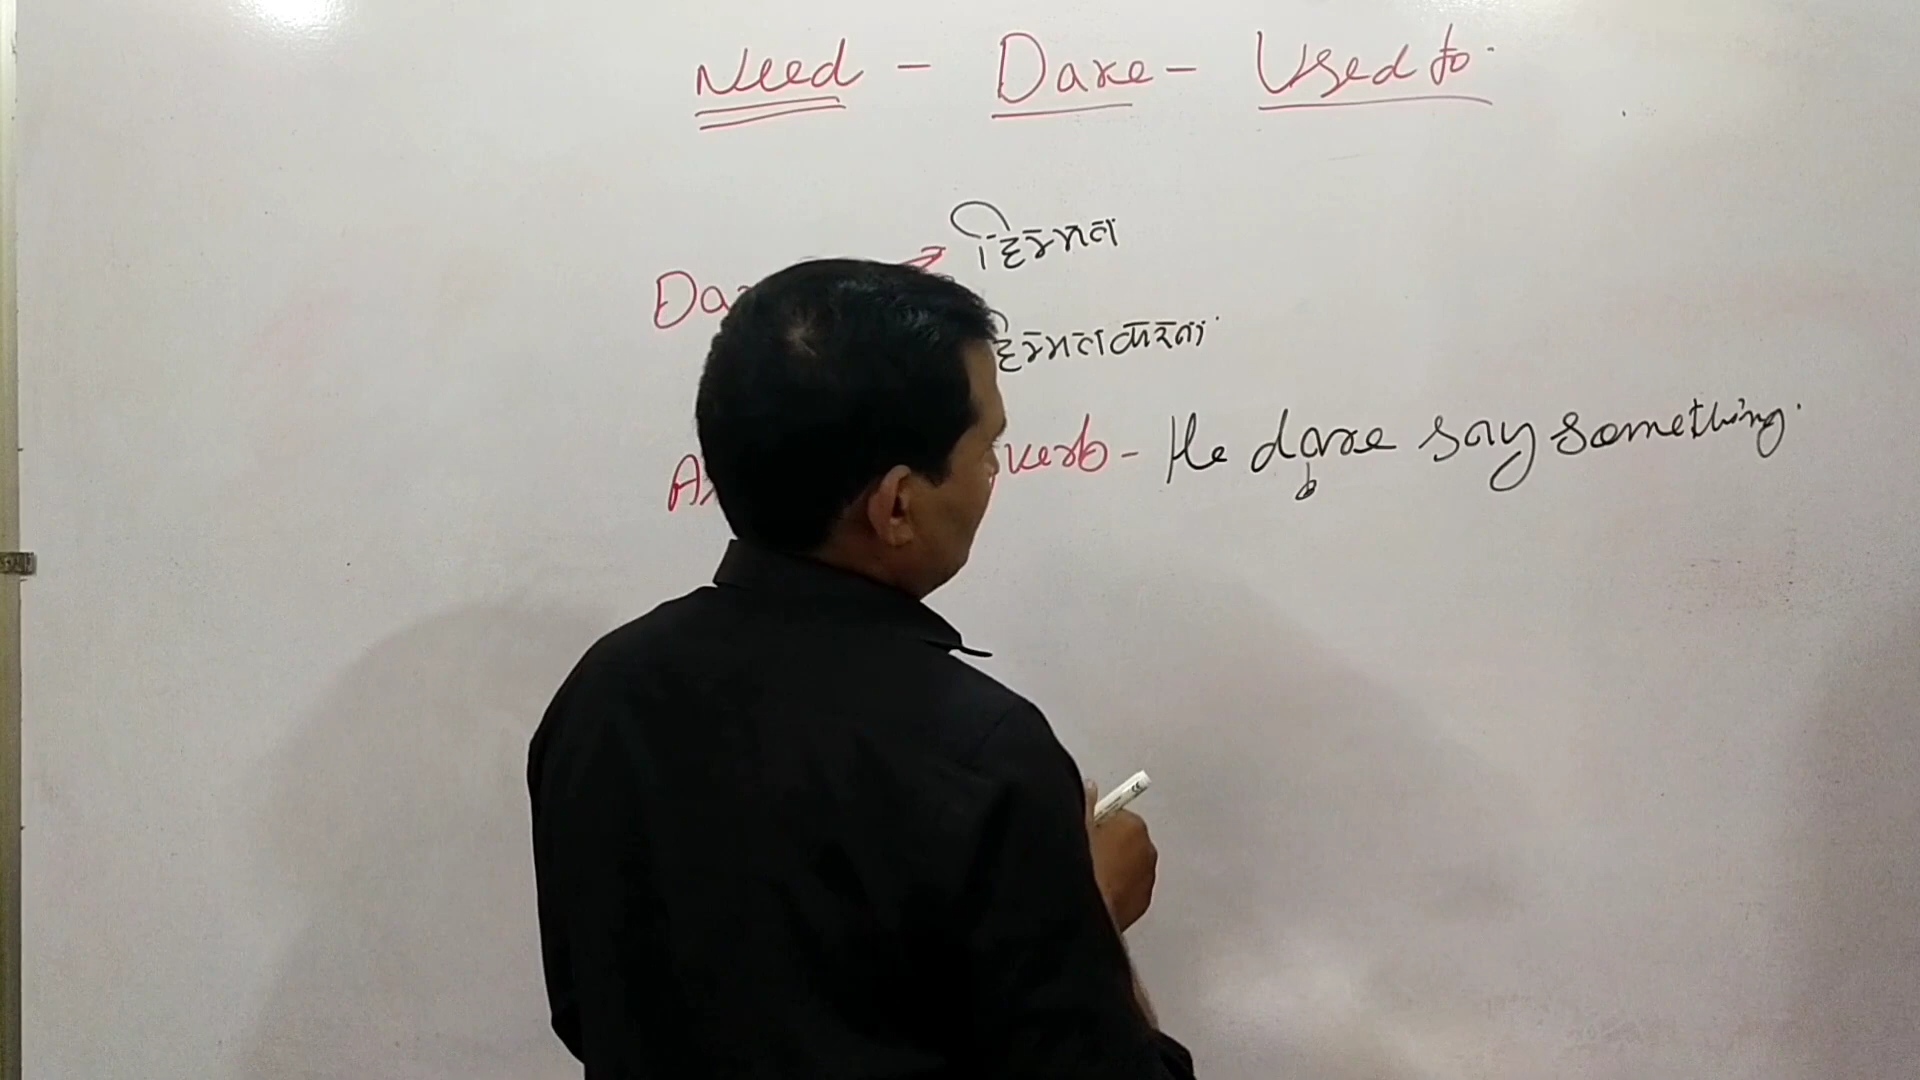 Need - Dare - Used to.
हिम्मत
Da
हिम्मत करना
A verb - He dare say something.